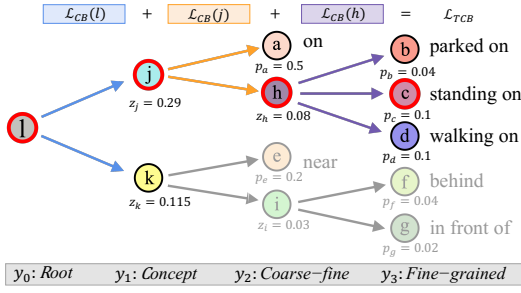 ℒ_CB(l) + ℒ_CB(j) + ℒ_CB(h) = ℒ_TCB
a on
p_a = 0.5
b parked on
p_b = 0.04
j
z_j = 0.29
h
z_h = 0.08
c standing on
p_c = 0.1
d walking on
p_d = 0.1
l
k
z_k = 0.115
e near
p_e = 0.2
i
z_i = 0.03
f behind
p_f = 0.04
g in front of
p_g = 0.02
y_0: Root y_1: Concept y_2: Coarse−fine y_3: Fine−grained